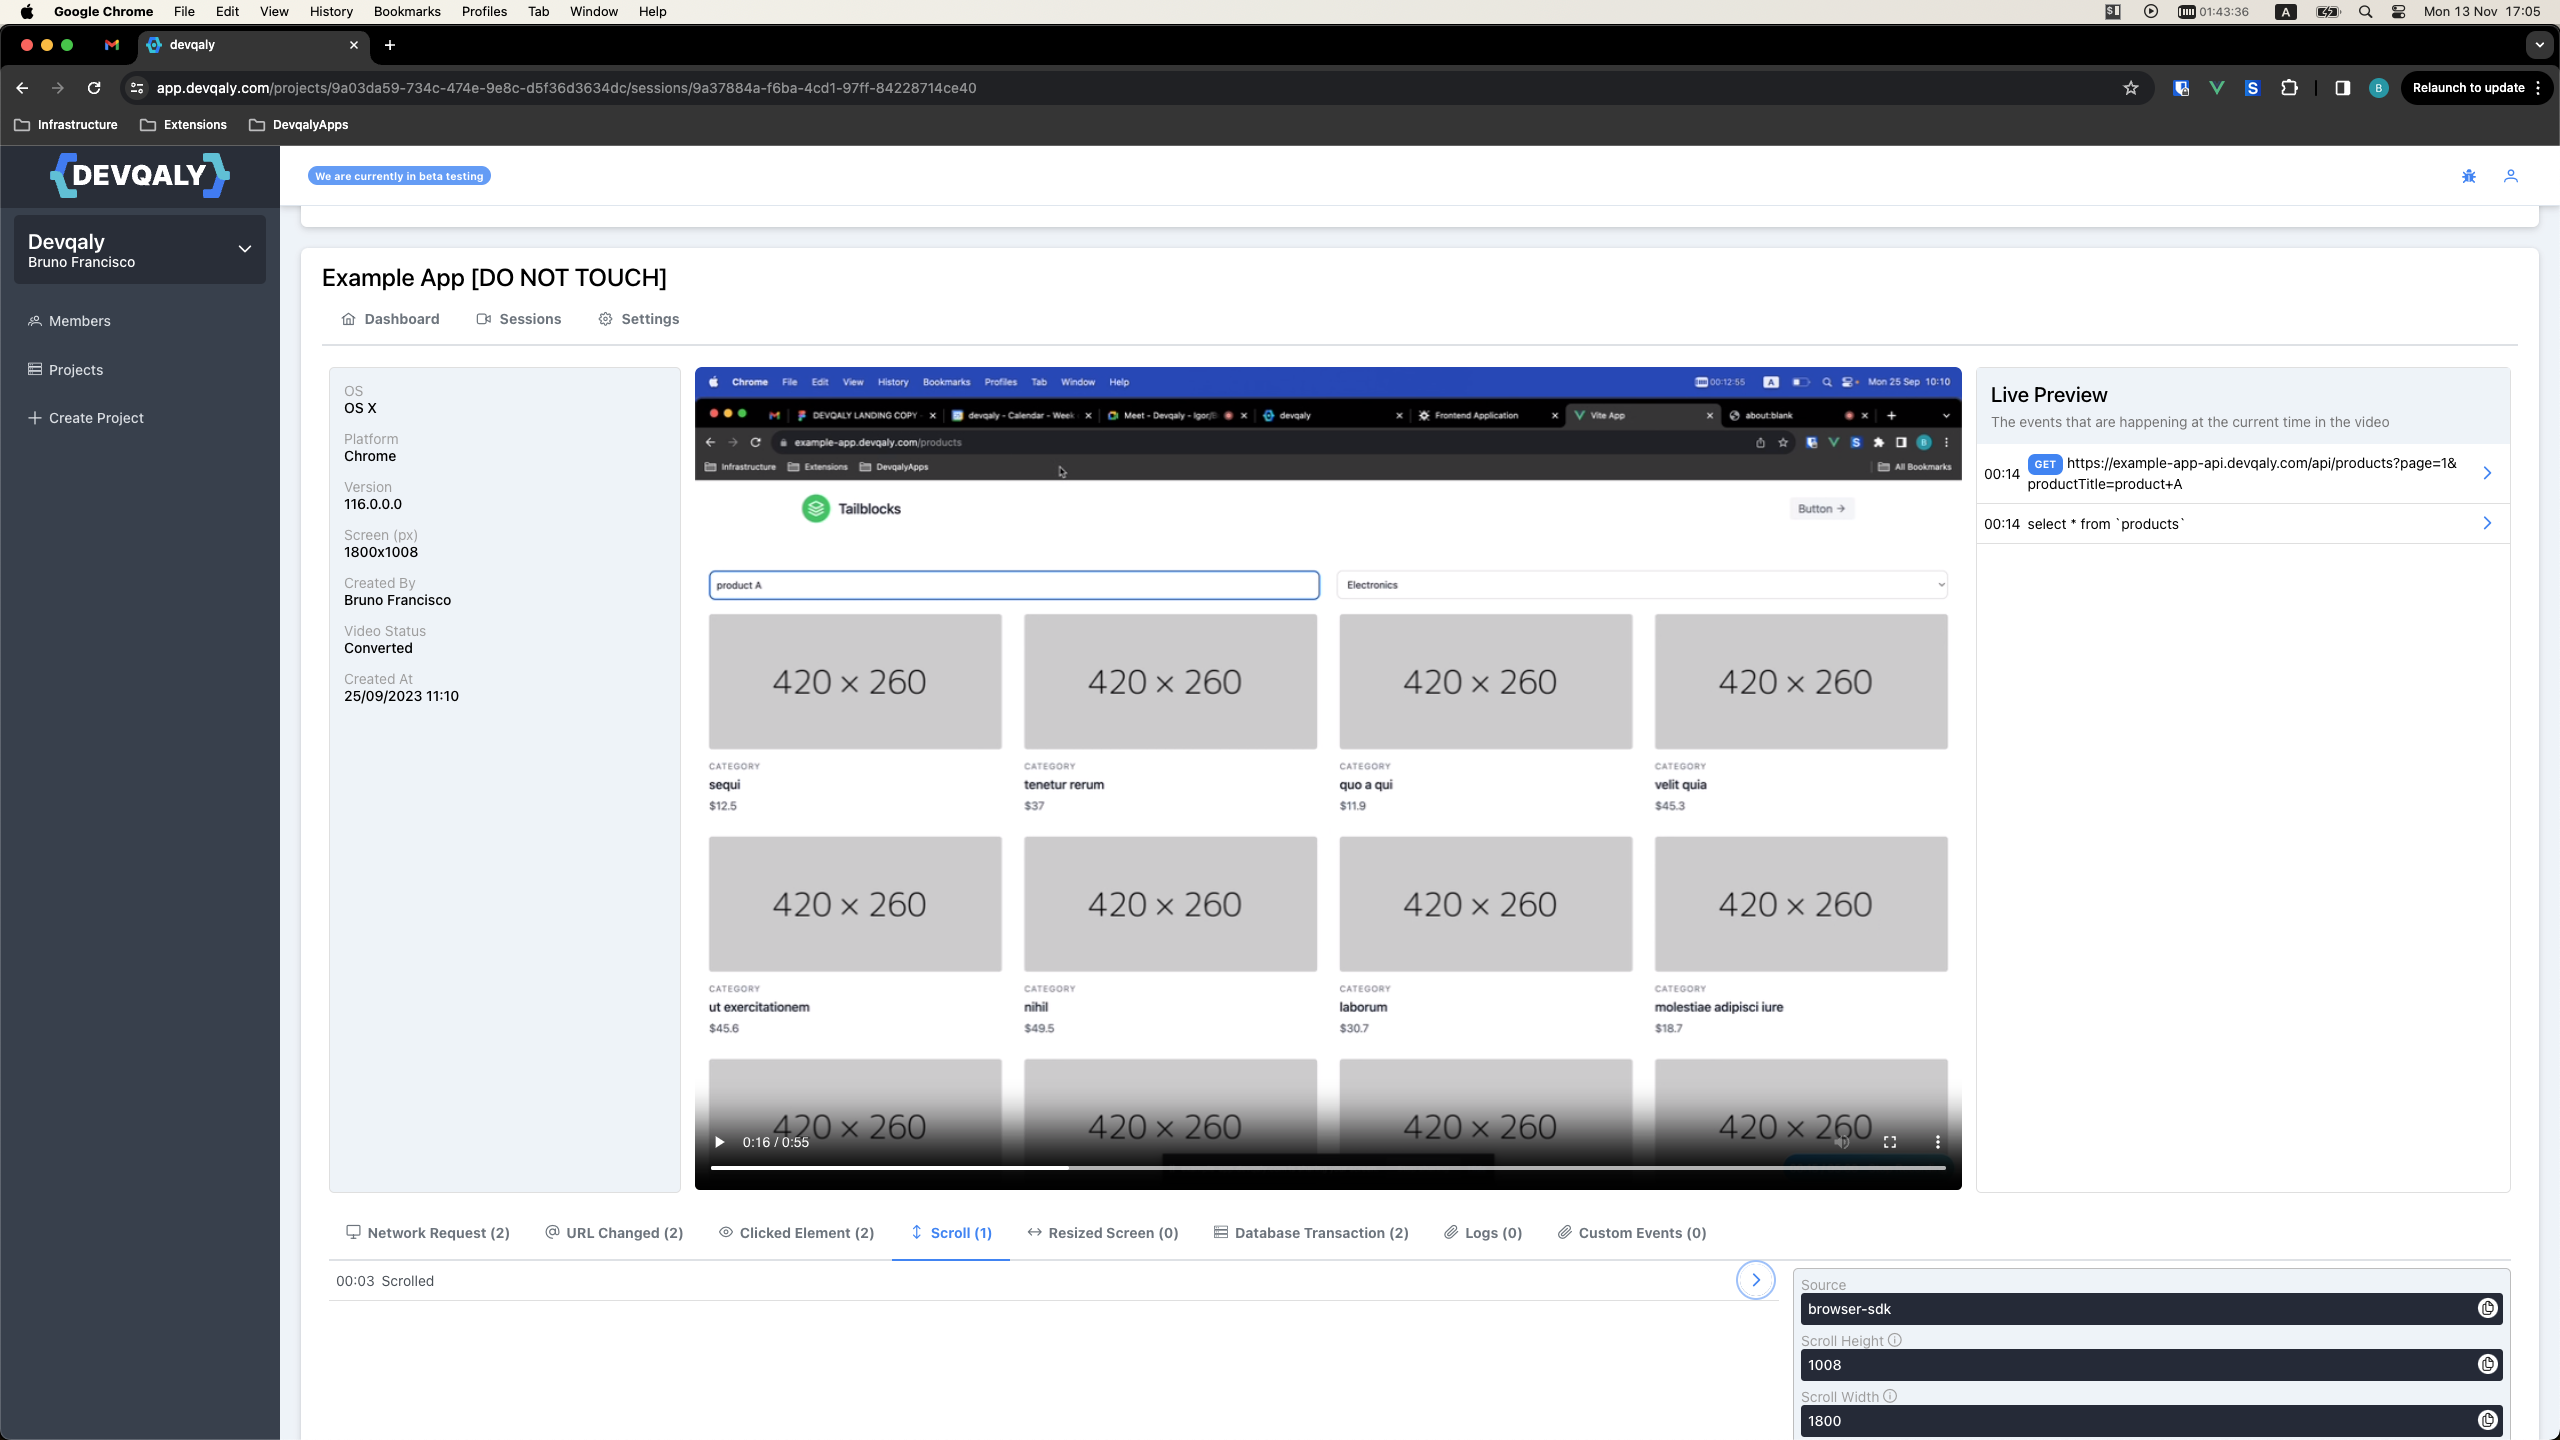 Google Chrome File Edit View History Bookmarks Profiles Tab Window Help 01:43:36 A Mon 13 Nov 17:05
devqaly
app.devqaly.com/projects/9a03da59-734c-474e-9e8c-d5f36d3634dc/sessions/9a37884a-f6ba-4cd1-97ff-84228714ce40
S B Relaunch to update
Infrastructure Extensions DevqalyApps
DEVQALY
We are currently in beta testing
Devqaly
Bruno Francisco
Members
Projects
Create Project
Example App [DO NOT TOUCH]
Dashboard Sessions Settings
OS
OS X
Platform
Chrome
Version
116.0.0.0
Screen (px)
1800x1008
Created By
Bruno Francisco
Video Status
Converted
Created At
25/09/2023 11:10
Chrome File Edit View History Bookmarks Profiles Tab Window Help 00:12:55 A Mon 25 Sep 10:10
DEVQALY LANDING COPY devqaly - Calendar - Week Meet - Devqaly - Igor/B devqaly Frontend Application Vite App about:blank
example-app.devqaly.com/products
S B
Infrastructure Extensions DevqalyApps All Bookmarks
Tailblocks
Button
product A
Electronics
420 × 260 420 × 260 420 × 260 420 × 260
CATEGORY CATEGORY CATEGORY CATEGORY
sequi tenetur rerum quo a qui velit quia
$12.5 $37 $11.9 $45.3
420 × 260 420 × 260 420 × 260 420 × 260
CATEGORY CATEGORY CATEGORY CATEGORY
ut exercitationem nihil laborum molestiae adipisci iure
$45.6 $49.5 $30.7 $18.7
420 × 260 420 × 260 420 × 260 420 × 260
0:16 / 0:55
Live Preview
The events that are happening at the current time in the video
00:14 GET https://example-app-api.devqaly.com/api/products?page=1&
productTitle=product+A
00:14 select * from `products`
Network Request (2) URL Changed (2) Clicked Element (2) Scroll (1) Resized Screen (0) Database Transaction (2) Logs (0) Custom Events (0)
00:03 Scrolled
Source
browser-sdk
Scroll Height
1008
Scroll Width
1800